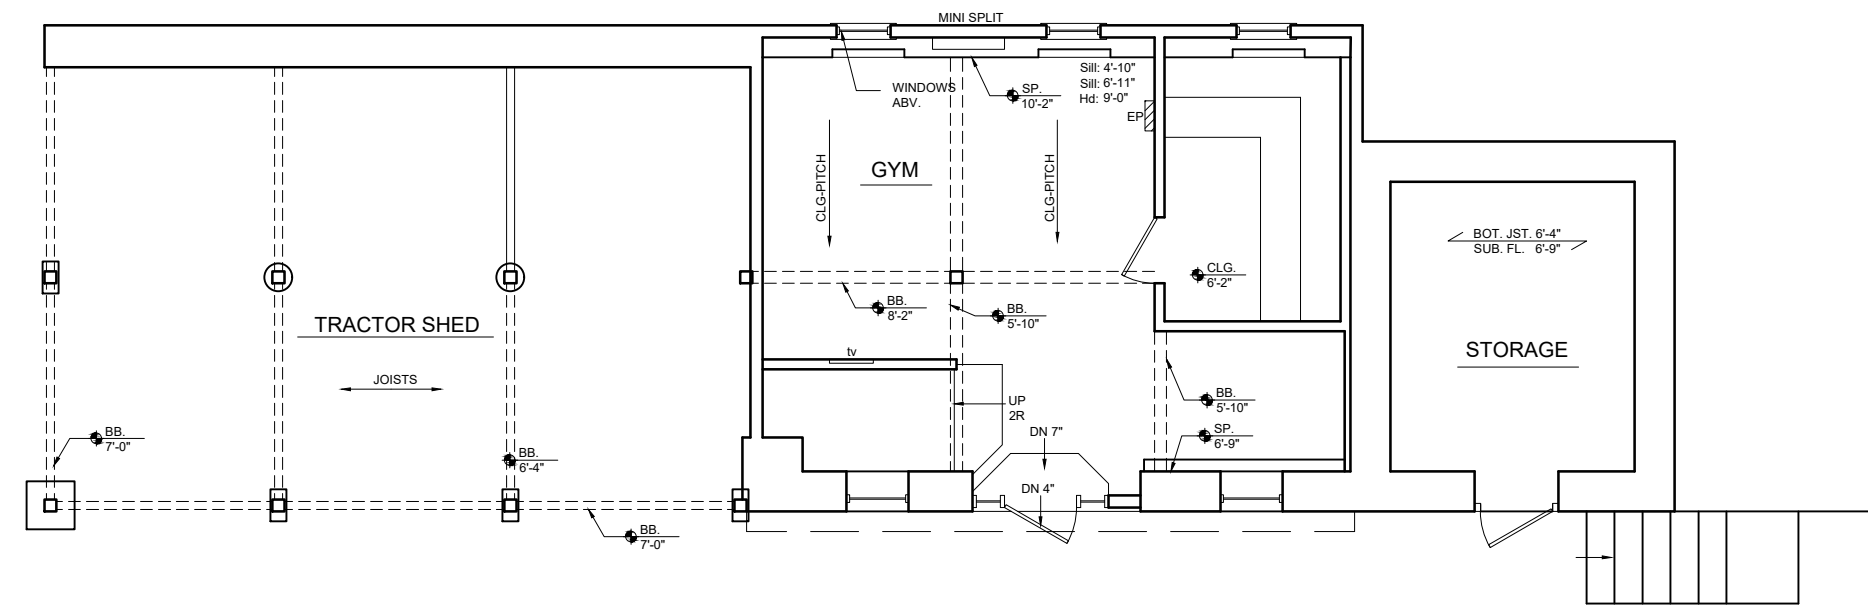 MINI SPLIT
WINDOWS
ABV.
SP.
10'-2"
Sill: 4'-10"
Sill: 6'-11"
Hd: 9'-0"
EP
CLG-PITCH
GYM
CLG-PITCH
BOT. JST. 6'-4"
SUB. FL. 6'-9"
CLG.
6'-2"
BB.
8'-2"
BB.
5'-10"
TRACTOR SHED
JOISTS
tv
STORAGE
UP
2R
BB.
5'-10"
BB.
7'-0"
DN 7"
SP.
6'-9"
BB.
6'-4"
DN 4"
BB.
7'-0"